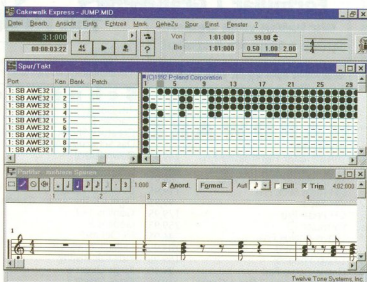 Cakewalk Express - JUMP.MID
Datei Bearb. Ansicht Einfg. Echtzeit Mark. GeheZu Spur Einst. Fenster ?
3:1:000 Von 1:01:000 99.00
00:00:03:22 Bis 1:01:000 0.50 1.00 2.00
Spur/Takt
(C)1992 Roland Corporation
Port Kan. Bank Patch 1 5 9 13 17 21 25 29
1: SB AWE32 1
1: SB AWE32 2
1: SB AWE32 3
1: SB AWE32 4
1: SB AWE32 5
1: SB AWE32 6
1: SB AWE32 7
1: SB AWE32 8
1: SB AWE32 9
Partitur - mehrere Spuren
3 1:000 Anord. Format... Aufl Füll Trim 4:02:000
1 2 3 4
1
Twelve Tone Systems, Inc.